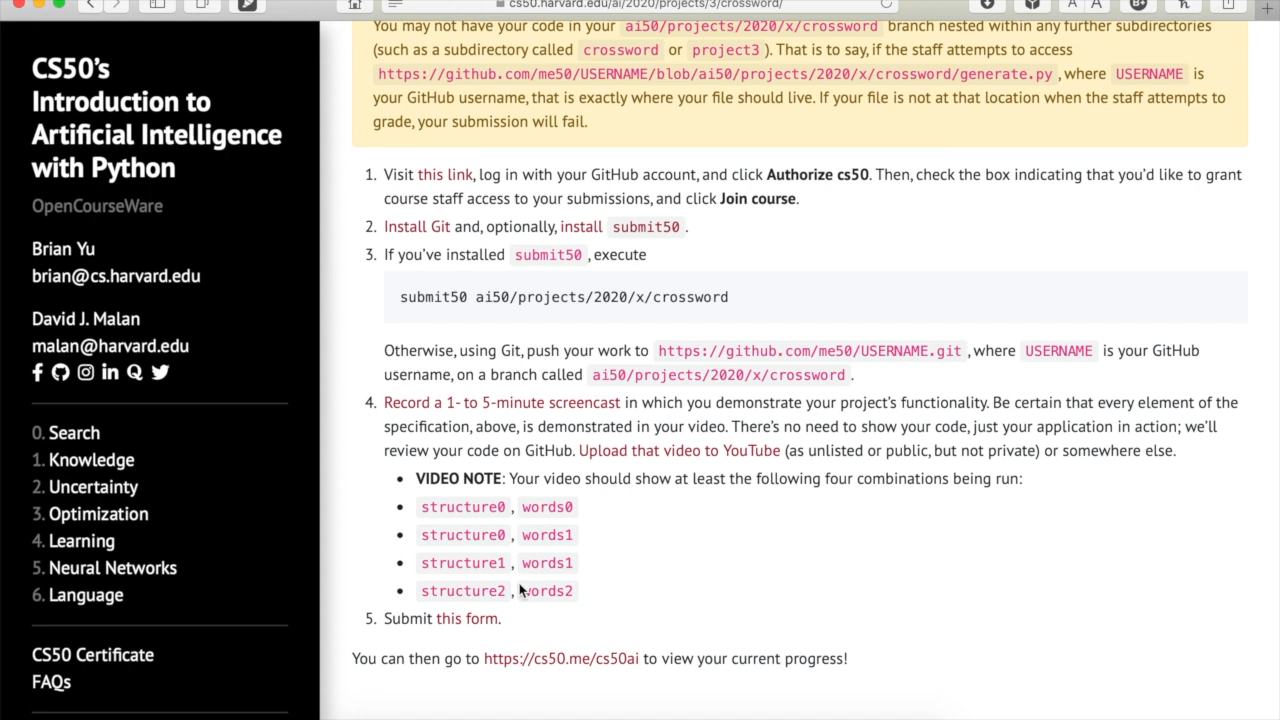 cs50.harvard.edu/ai/2020/projects/3/crossword/
CS50's
Introduction to
Artificial Intelligence
with Python
OpenCourseWare
Brian Yu
brian@cs.harvard.edu
David J. Malan
malan@harvard.edu
0. Search
1. Knowledge
2. Uncertainty
3. Optimization
4. Learning
5. Neural Networks
6. Language
CS50 Certificate
FAQs
You may not have your code in your ai50/projects/2020/x/crossword branch nested within any further subdirectories
(such as a subdirectory called crossword or project3 ). That is to say, if the staff attempts to access
https://github.com/me50/USERNAME/blob/ai50/projects/2020/x/crossword/generate.py , where USERNAME is
your GitHub username, that is exactly where your file should live. If your file is not at that location when the staff attempts to
grade, your submission will fail.
1. Visit this link, log in with your GitHub account, and click Authorize cs50. Then, check the box indicating that you'd like to grant
course staff access to your submissions, and click Join course.
2. Install Git and, optionally, install submit50 .
3. If you've installed submit50 , execute
submit50 ai50/projects/2020/x/crossword
Otherwise, using Git, push your work to https://github.com/me50/USERNAME.git , where USERNAME is your GitHub
username, on a branch called ai50/projects/2020/x/crossword .
4. Record a 1- to 5-minute screencast in which you demonstrate your project's functionality. Be certain that every element of the
specification, above, is demonstrated in your video. There's no need to show your code, just your application in action; we'll
review your code on GitHub. Upload that video to YouTube (as unlisted or public, but not private) or somewhere else.
• VIDEO NOTE: Your video should show at least the following four combinations being run:
• structure0 , words0
• structure0 , words1
• structure1 , words1
• structure2 , words2
5. Submit this form.
You can then go to https://cs50.me/cs50ai to view your current progress!